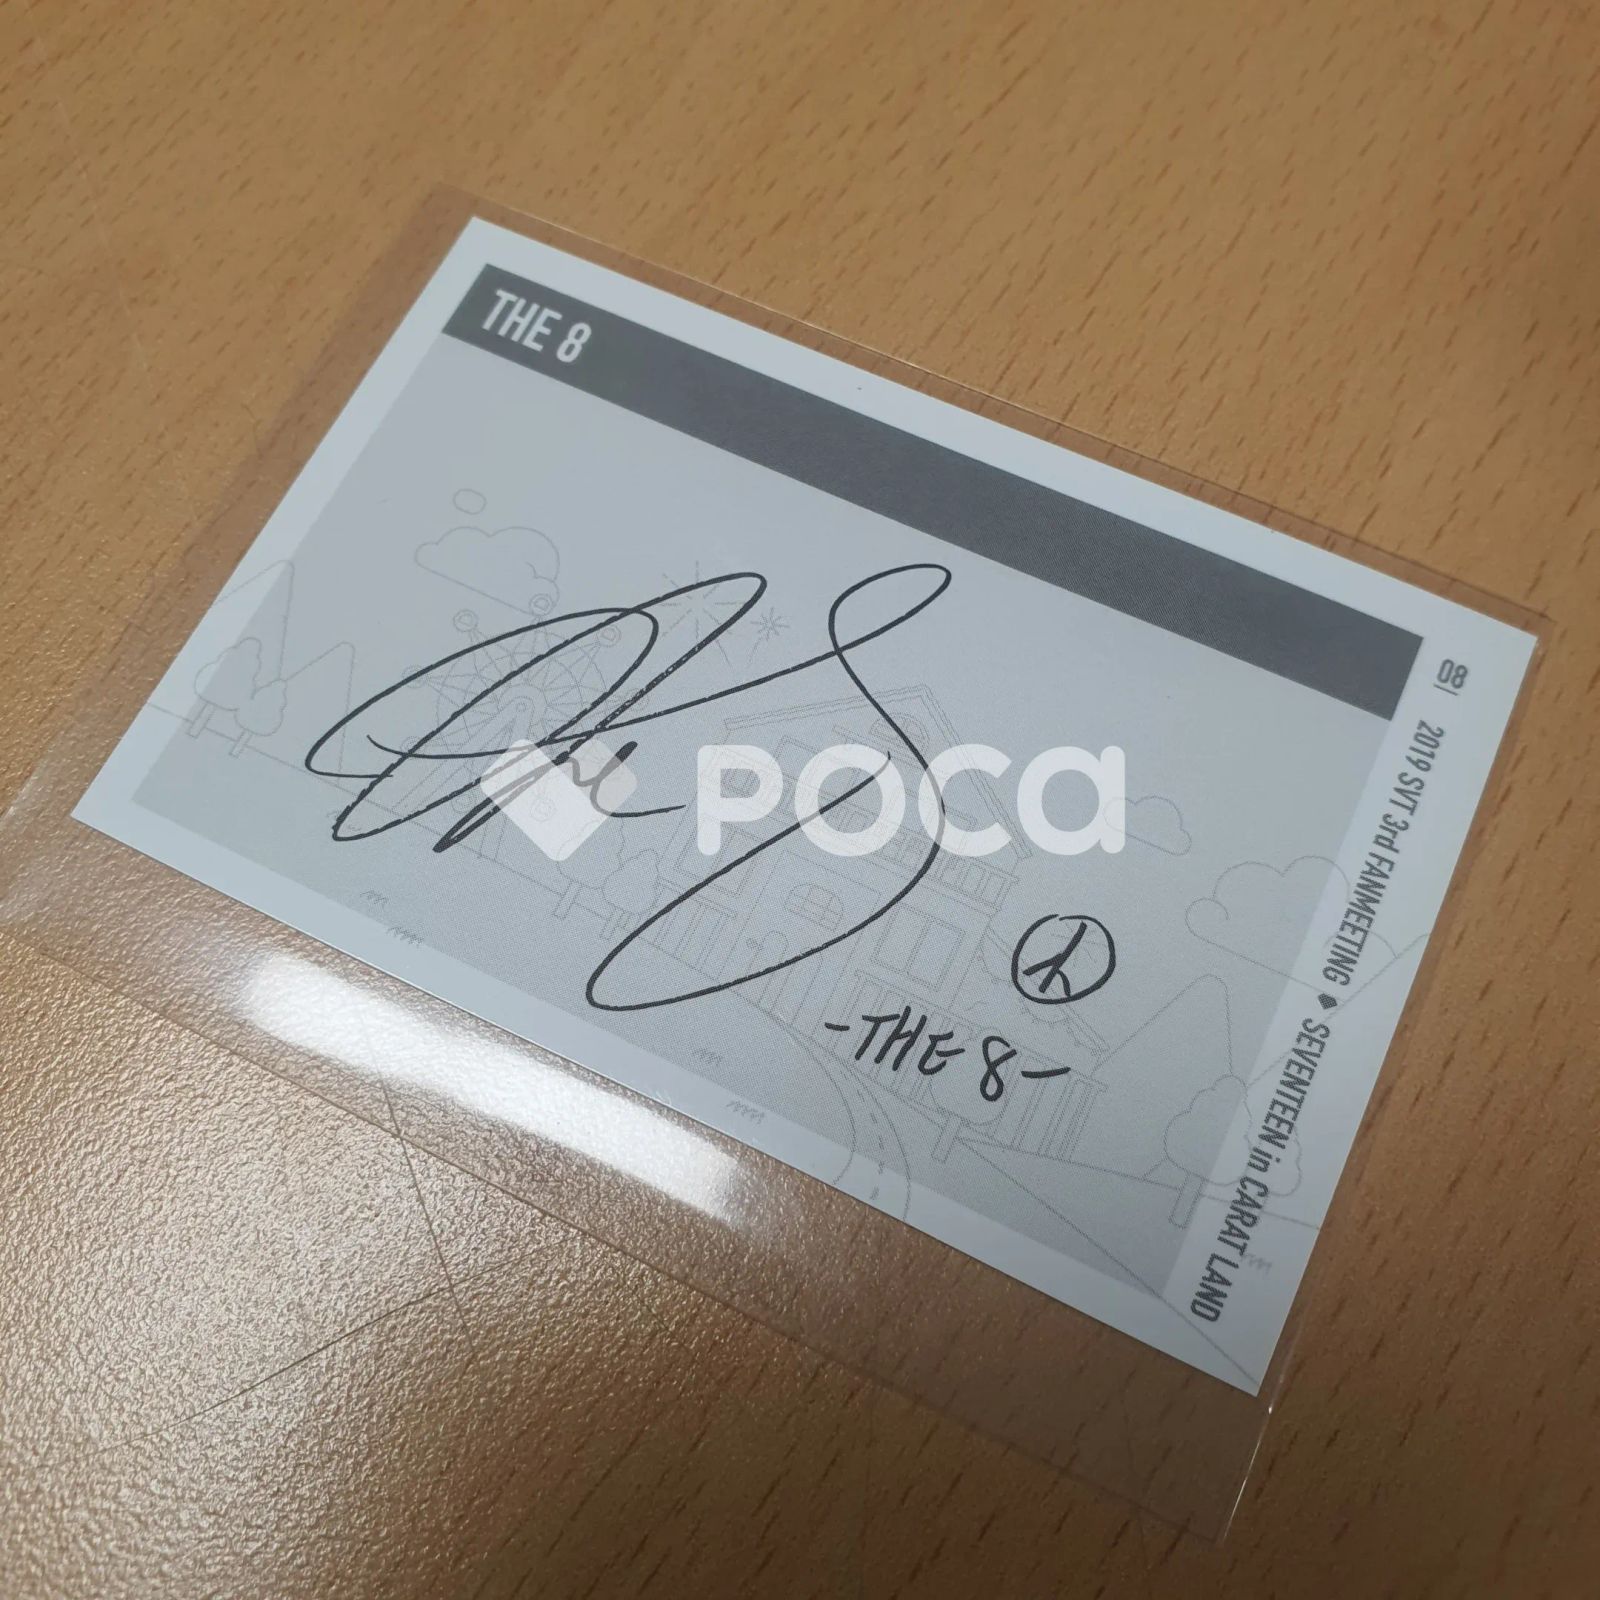 THE 8
08| 2019 SVT 3rd FANMEETING ♦ SEVENTEEN in CARAT LAND
POCA
-THE 8-